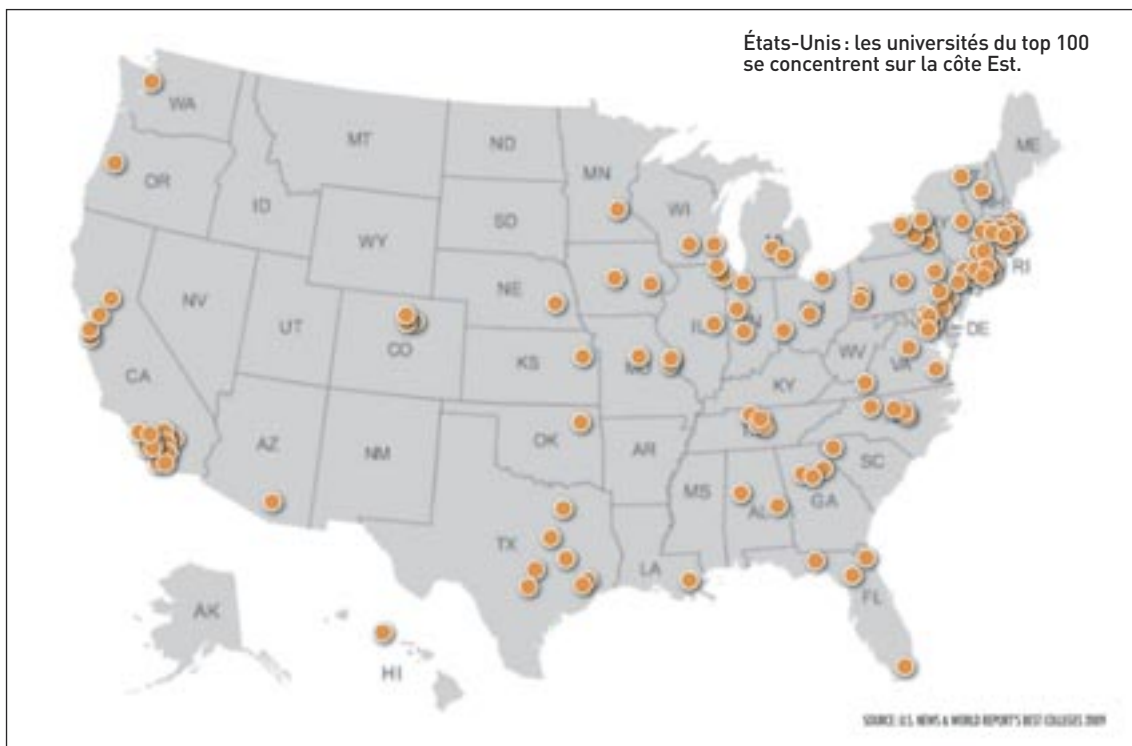 États-Unis : les universités du top 100
se concentrent sur la côte Est.
WA
MT
ND
MN
ME
OR
ID
SD
WI
WY
RI
NE
NV
UT
CO
IL
DE
CA
KS
WV
VA
KY
AZ
NM
OK
AR
SC
MS
GA
TX
LA
FL
AK
HI
SOURCE: U.S. NEWS & WORLD REPORT'S BEST COLLEGES 2009